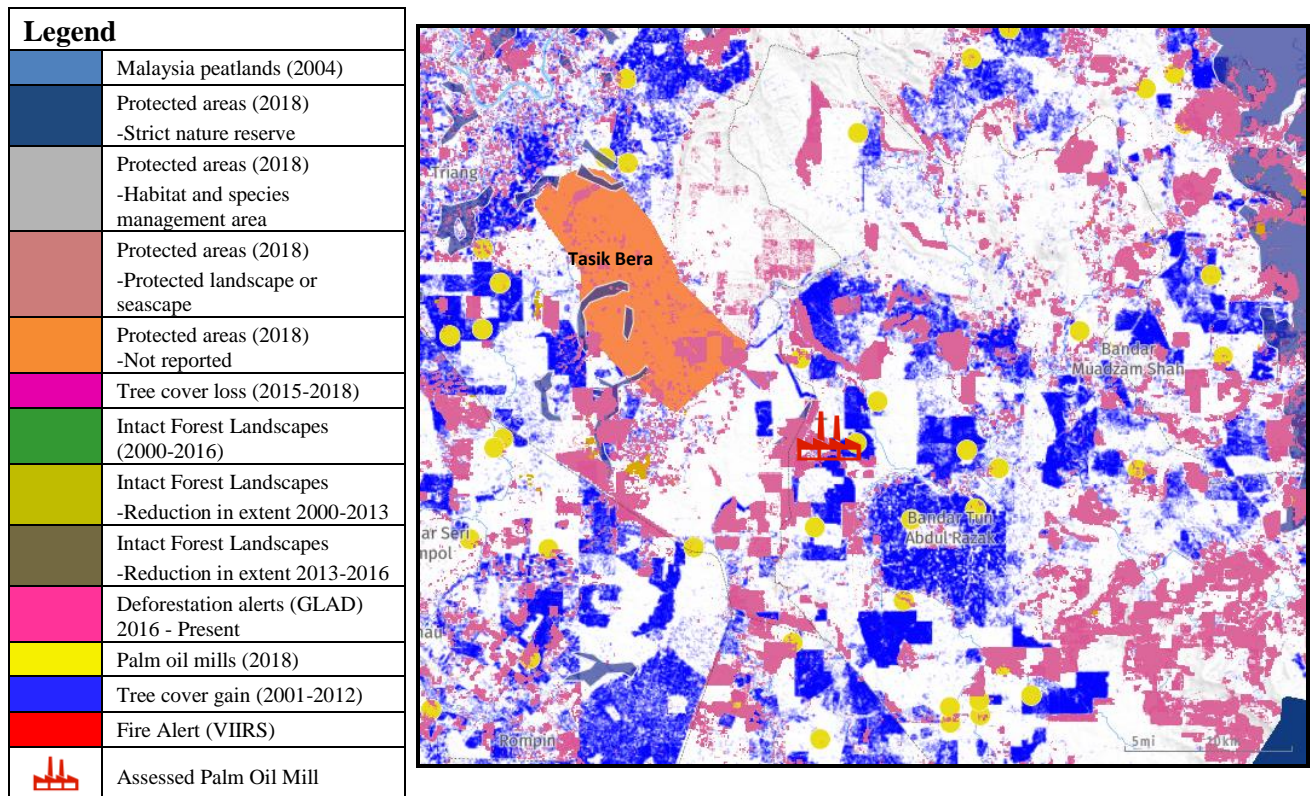 Legend
Malaysia peatlands (2004)
Protected areas (2018)
-Strict nature reserve
Protected areas (2018)
-Habitat and species
management area
Protected areas (2018)
-Protected landscape or
seascape
Protected areas (2018)
-Not reported
Tree cover loss (2015-2018)
Intact Forest Landscapes
(2000-2016)
Intact Forest Landscapes
-Reduction in extent 2000-2013
Intact Forest Landscapes
-Reduction in extent 2013-2016
Deforestation alerts (GLAD)
2016 - Present
Palm oil mills (2018)
Tree cover gain (2001-2012)
Fire Alert (VIIRS)
Assessed Palm Oil Mill
Triang
Tasik Bera
Bandar
Muadzam Shah
Bandar Tun
Abdul Razak
ar Seri
mpol
Rompin
5mi
20km